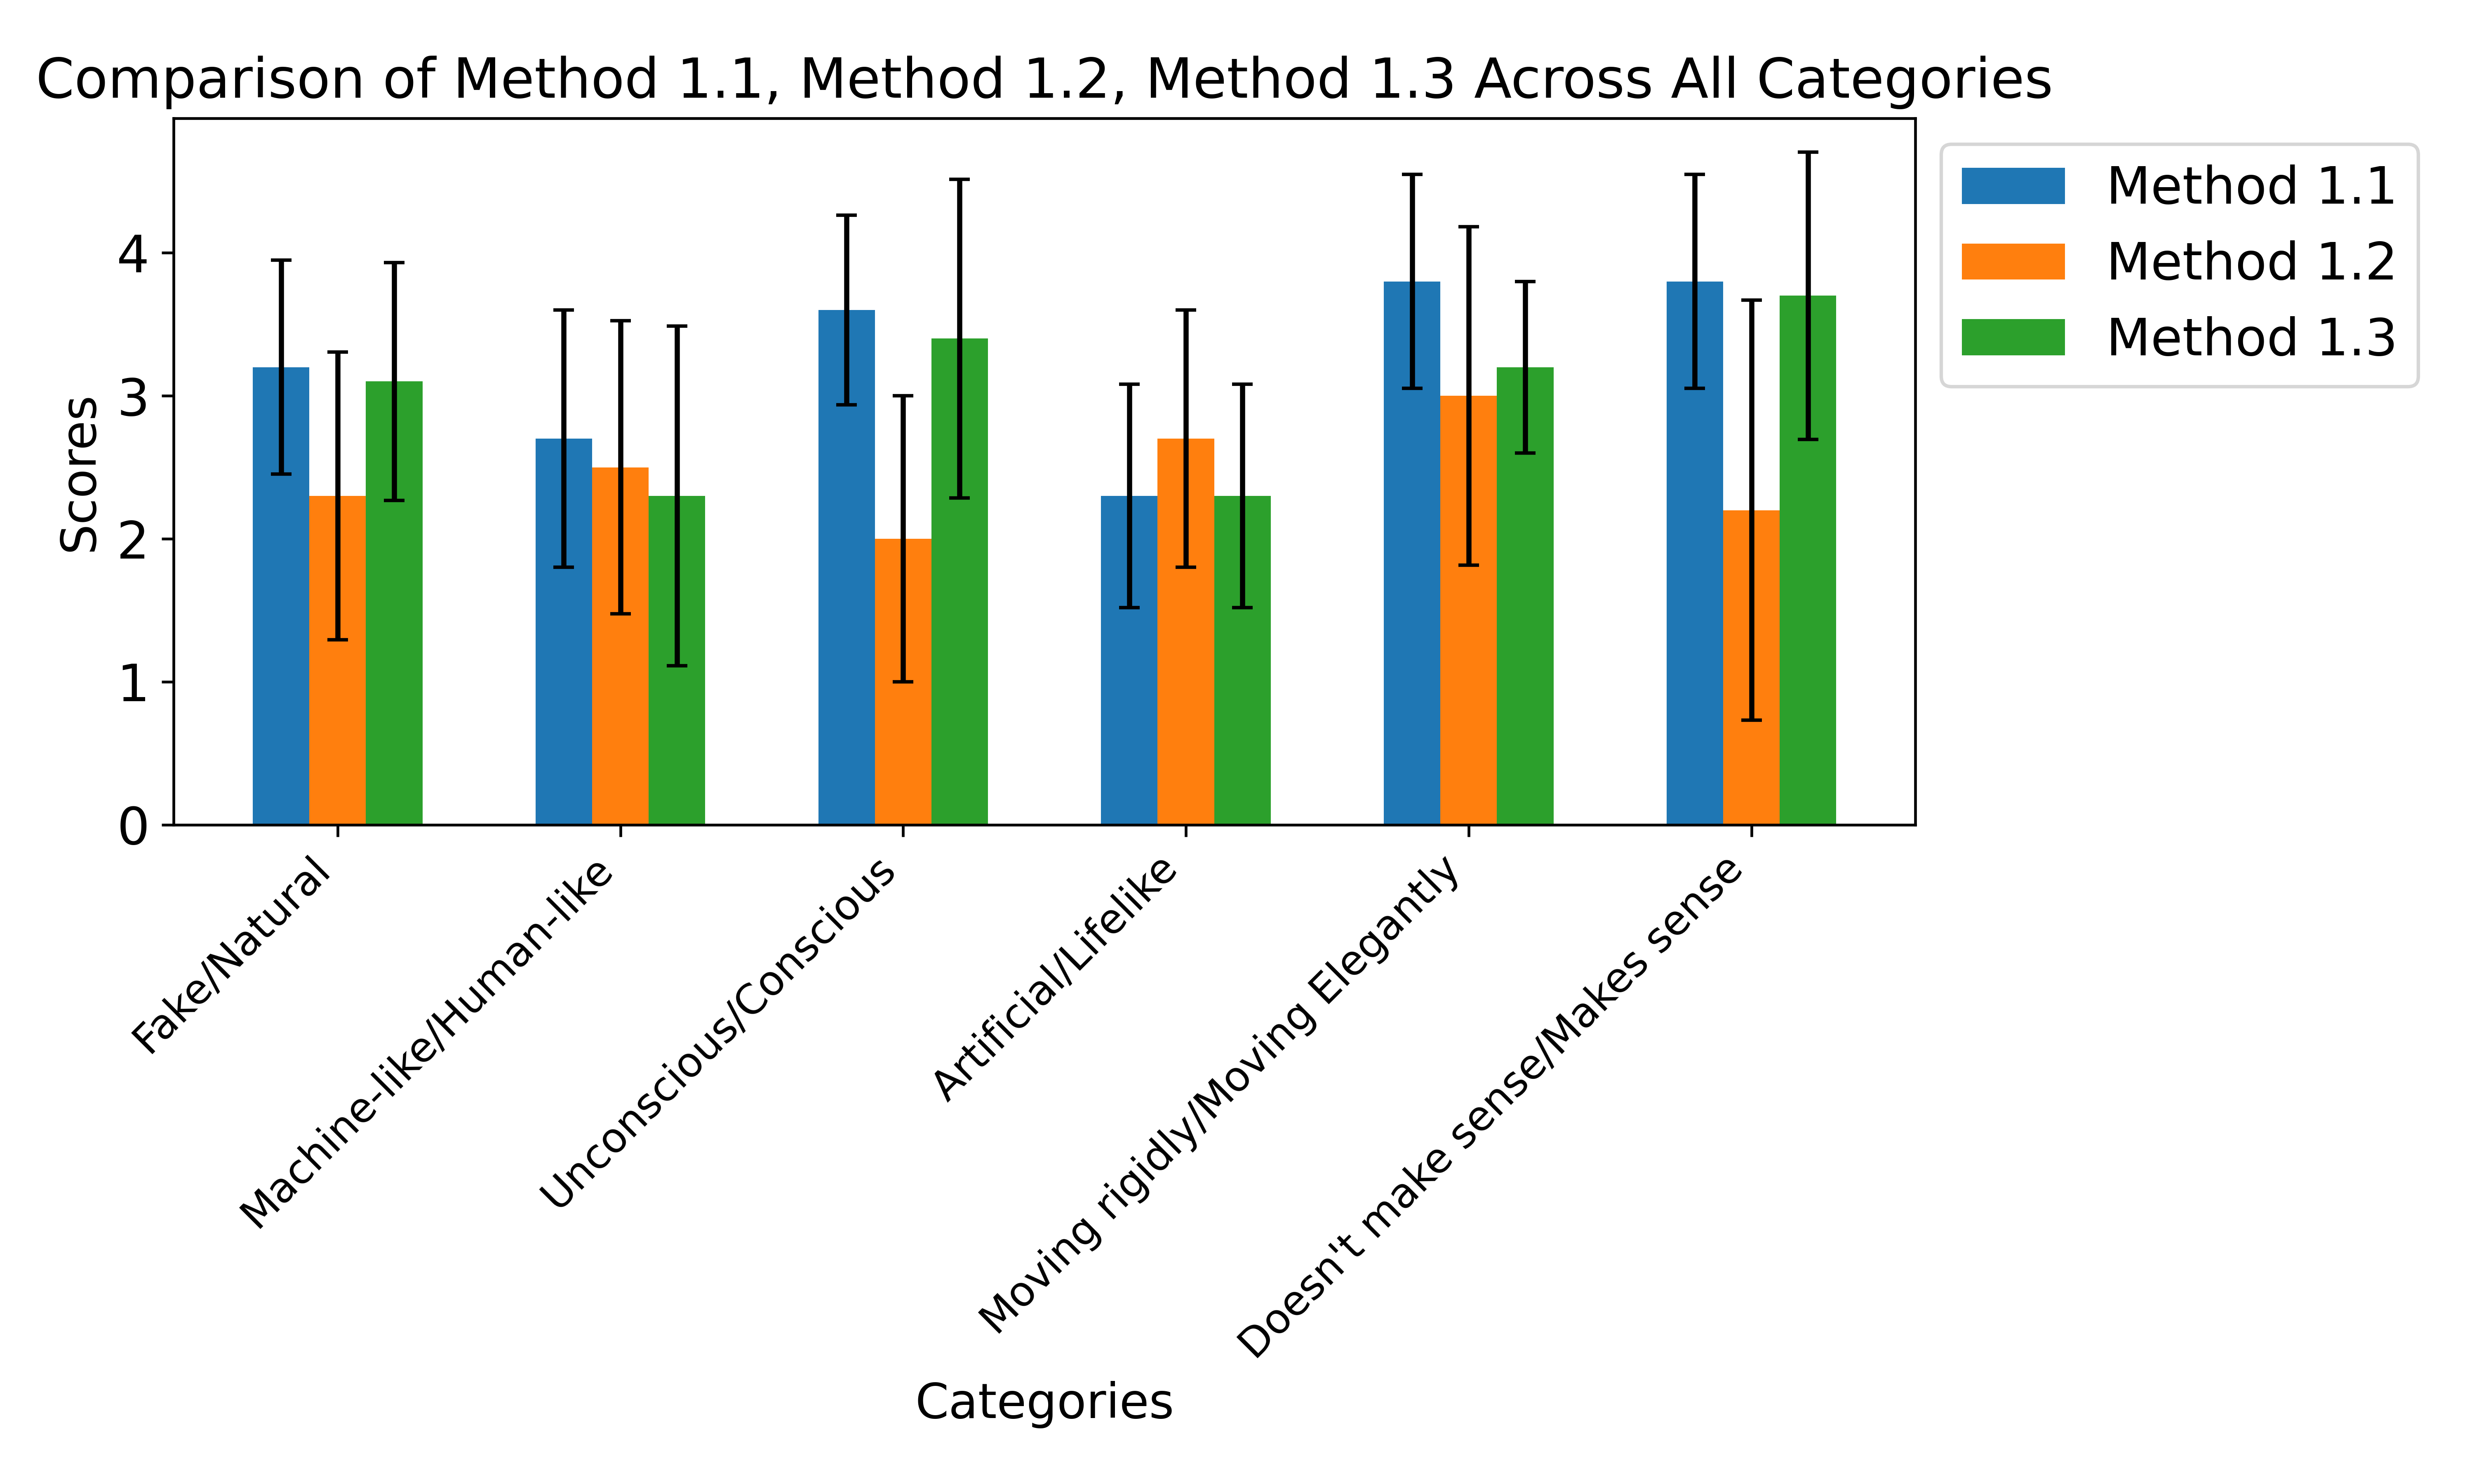 Comparison of Method 1.1, Method 1.2, Method 1.3 Across All Categories
Method 1.1
Method 1.2
Method 1.3
Scores
4
3
2
1
0
Fake/Natural
Machine-like/Human-like
Unconscious/Conscious
Artificial/Lifelike
Moving rigidly/Moving Elegantly
Doesn't make sense/Makes sense
Categories